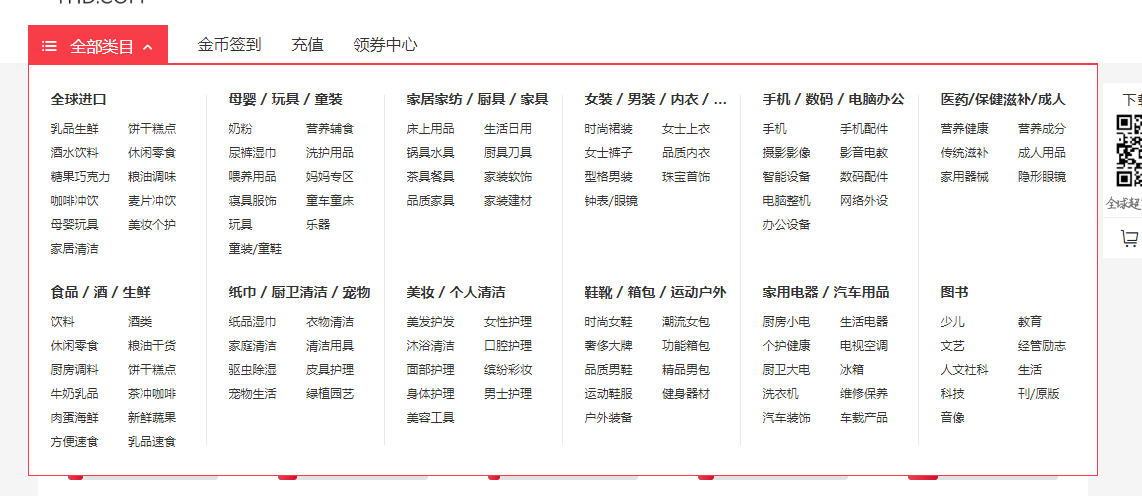 全部类目 金币签到 充值 领券中心
全球进口
乳品生鲜 饼干糕点
酒水饮料 休闲零食
糖果巧克力 粮油调味
咖啡冲饮 麦片冲饮
母婴玩具 美妆个护
家居清洁
母婴 / 玩具 / 童装
奶粉 营养辅食
尿裤湿巾 洗护用品
喂养用品 妈妈专区
寝具服饰 童车童床
玩具 乐器
童装/童鞋
家居家纺 / 厨具 / 家具
床上用品 生活日用
锅具水具 厨具刀具
茶具餐具 家装软饰
品质家具 家装建材
女装 / 男装 / 内衣 / ...
时尚裙装 女士上衣
女士裤子 品质内衣
型格男装 珠宝首饰
钟表/眼镜
手机 / 数码 / 电脑办公
手机 手机配件
摄影影像 影音电教
智能设备 数码配件
电脑整机 网络外设
办公设备
医药/保健滋补/成人
营养健康 营养成分
传统滋补 成人用品
家用器械 隐形眼镜
食品 / 酒 / 生鲜
饮料 酒类
休闲零食 粮油干货
厨房调料 饼干糕点
牛奶乳品 茶冲咖啡
肉蛋海鲜 新鲜蔬果
方便速食 乳品速食
纸巾 / 厨卫清洁 / 宠物
纸品湿巾 衣物清洁
家庭清洁 清洁用具
驱虫除湿 皮具护理
宠物生活 绿植园艺
美妆 / 个人清洁
美发护发 女性护理
沐浴清洁 口腔护理
面部护理 缤纷彩妆
身体护理 男士护理
美容工具
鞋靴 / 箱包 / 运动户外
时尚女鞋 潮流女包
奢侈大牌 功能箱包
品质男鞋 精品男包
运动鞋服 健身器材
户外装备
家用电器 / 汽车用品
厨房小电 生活电器
个护健康 电视空调
厨卫大电 冰箱
洗衣机 维修保养
汽车装饰 车载产品
图书
少儿 教育
文艺 经管励志
人文社科 生活
科技 刊/原版
音像
下
全球超